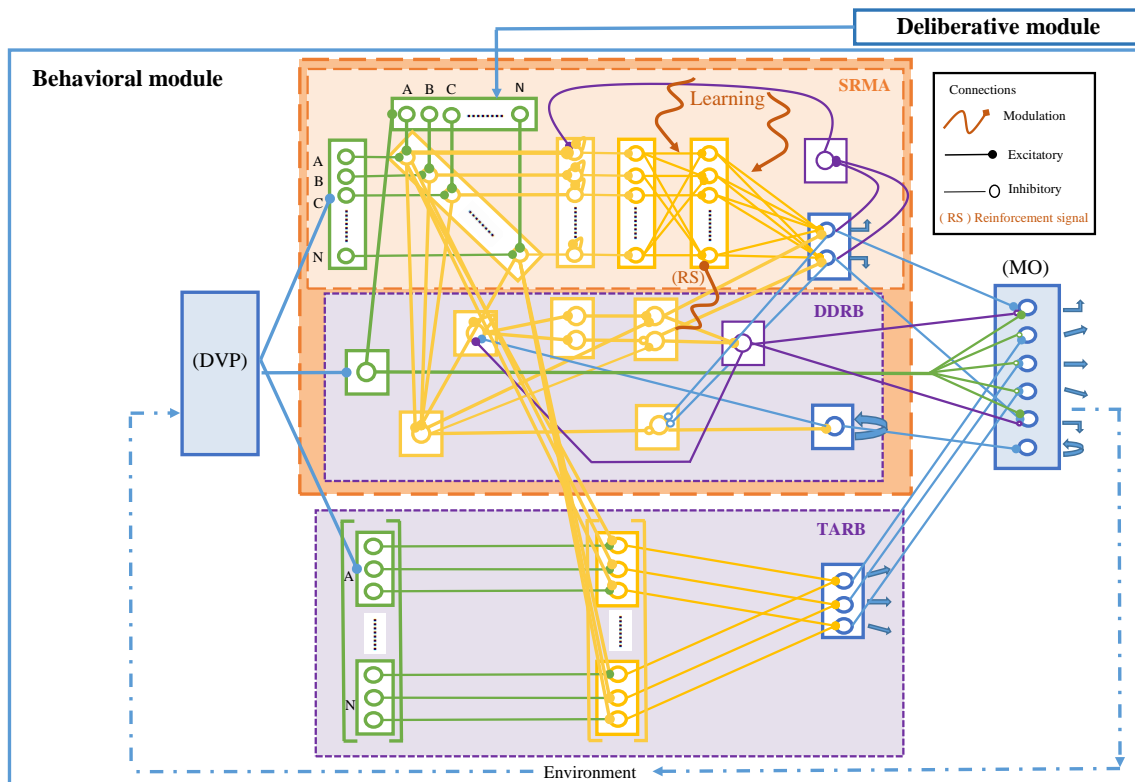 Deliberative module
Behavioral module
SRMA
A B C ......... N
Learning
Connections
Modulation
Excitatory
Inhibitory
( RS ) Reinforcement signal
A
B
C
N
(RS)
(MO)
DDRB
(DVP)
TARB
A
N
Environment